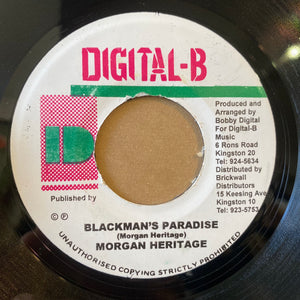 DIGITAL-B
Produced and
Arranged by
Bobby Digital
For Digital-B
Music
6 Rons Road
Kingston 20
Tel: 924-5634
Distributed by
Brickwall
Distributors
15 Keesing Ave
Kingston 10
Tel: 923-5753
D
Published by
℗ ©
BLACKMAN'S PARADISE
(Morgan Heritage)
MORGAN HERITAGE
UNAUTHORISED COPYING STRICTLY PROHIBITED